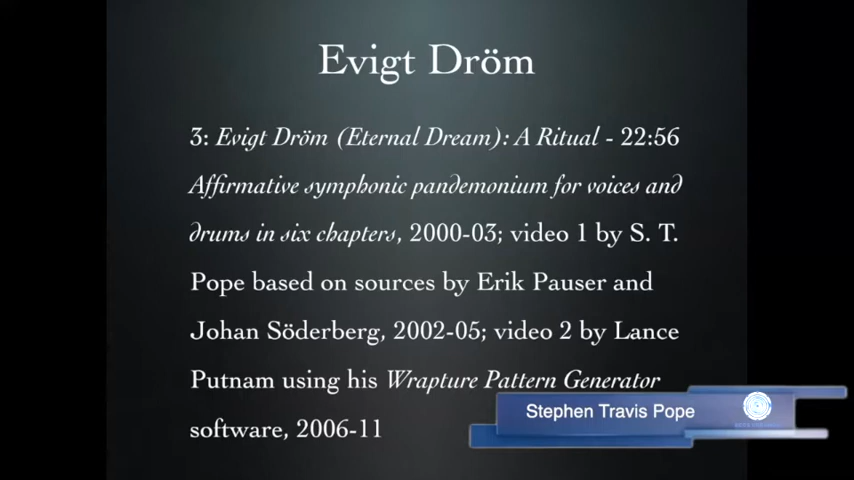 Evigt Dröm
3: Evigt Dröm (Eternal Dream): A Ritual - 22:56
Affirmative symphonic pandemonium for voices and
drums in six chapters, 2000-03; video 1 by S. T.
Pope based on sources by Erik Pauser and
Johan Söderberg, 2002-05; video 2 by Lance
Putnam using his Wrapture Pattern Generator
software, 2006-11
Stephen Travis Pope